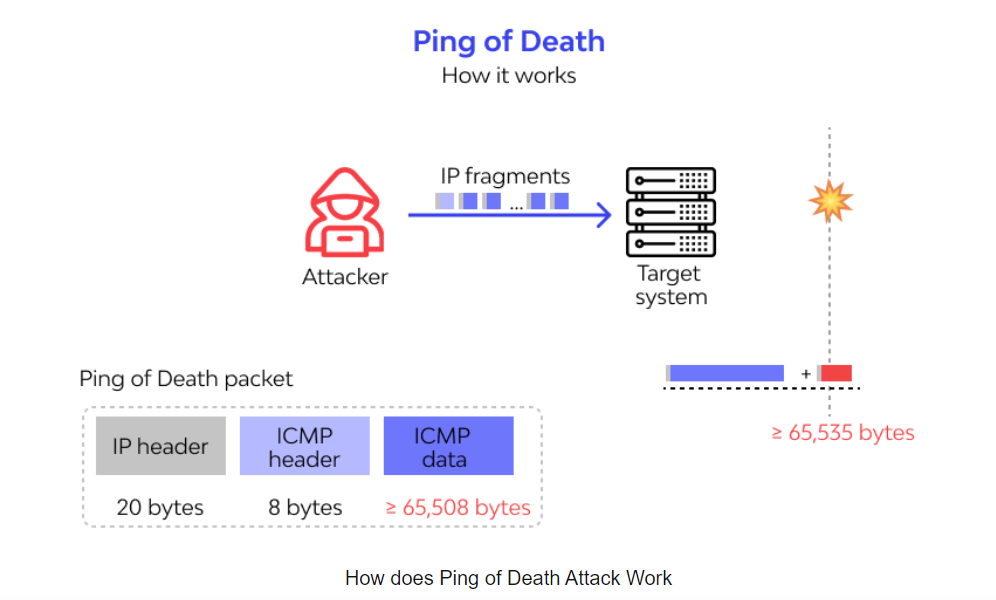 Ping of Death
How it works
IP fragments
...
Attacker
Target
system
+
≥ 65,535 bytes
Ping of Death packet
IP header
ICMP
header
ICMP
data
20 bytes
8 bytes
≥ 65,508 bytes
How does Ping of Death Attack Work